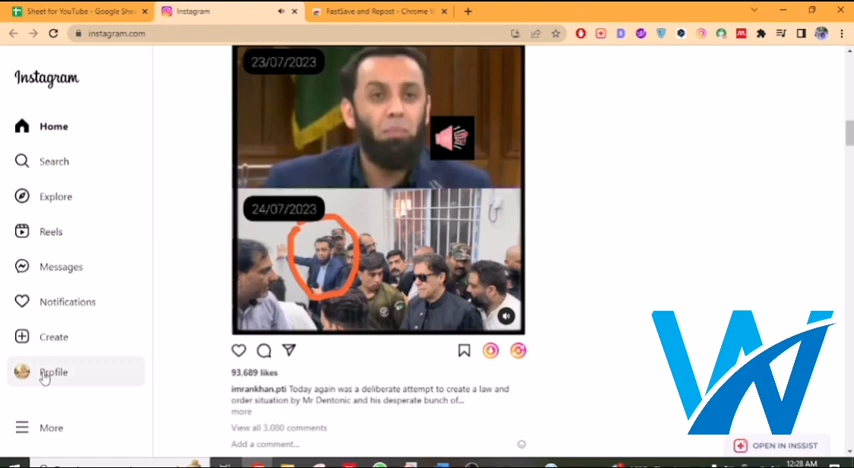 Sheet for YouTube - Google Shee
Instagram
FastSave and Repost - Chrome W
instagram.com
Instagram
Home
Search
Explore
Reels
Messages
Notifications
Create
Profile
More
23/07/2023
24/07/2023
93,689 likes
imrankhan.pti Today again was a deliberate attempt to create a law and
order situation by Mr Dentonic and his desperate bunch of...
more
View all 3,080 comments
Add a comment...
W
OPEN IN INSSIST
12:28 AM